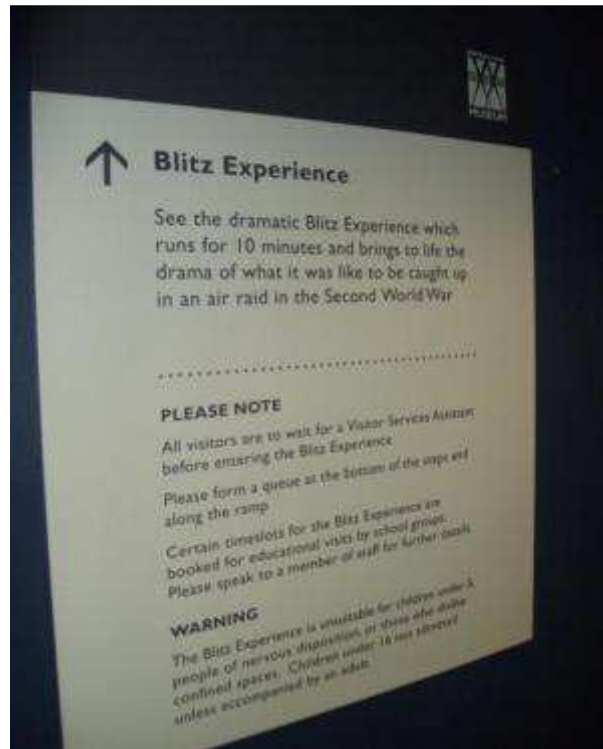 MUSEUM
Blitz Experience
See the dramatic Blitz Experience which
runs for 10 minutes and brings to life the
drama of what it was like to be caught up
in an air raid in the Second World War
PLEASE NOTE
All visitors are to wait for a Visitor Services Assistant
before entering the Blitz Experience
Please form a queue at the bottom of the steps and
along the ramp
Certain timeslots for the Blitz Experience are
booked for educational visits by school groups.
Please speak to a member of staff for further details
WARNING
The Blitz Experience is unsuitable for children under
people of nervous disposition, or those who dislike
confined spaces. Children under 16 not admitted
unless accompanied by an adult.